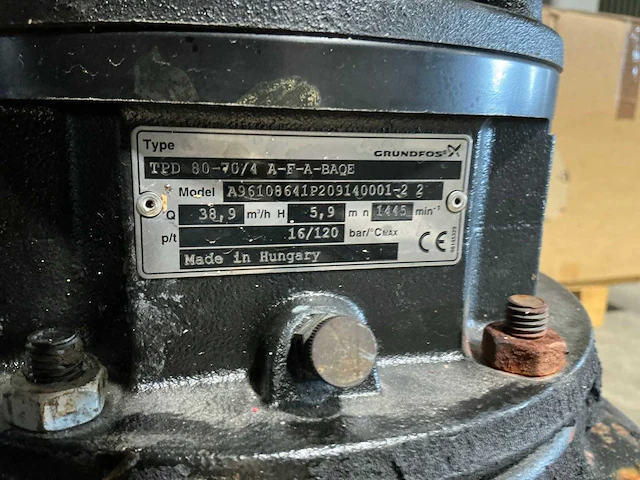 Type
GRUNDFOS
TPD 80-70/4 A-F-A-BAQE
Model A96108641P209140001-2 2
Q 38,9 m³/h H 5,9 m n 1445 min⁻¹
p/t 16/120 bar/°C MAX
CE
Made in Hungary